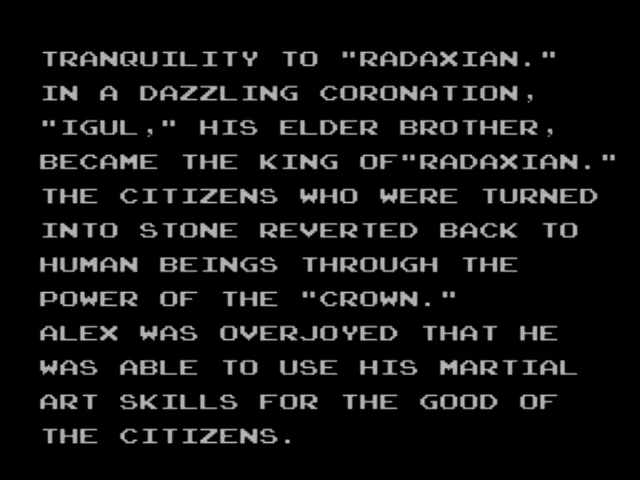 TRANQUILITY TO "RADAXIAN."
IN A DAZZLING CORONATION,
"IGUL," HIS ELDER BROTHER,
BECAME THE KING OF"RADAXIAN."
THE CITIZENS WHO WERE TURNED
INTO STONE REVERTED BACK TO
HUMAN BEINGS THROUGH THE
POWER OF THE "CROWN."
ALEX WAS OVERJOYED THAT HE
WAS ABLE TO USE HIS MARTIAL
ART SKILLS FOR THE GOOD OF
THE CITIZENS.